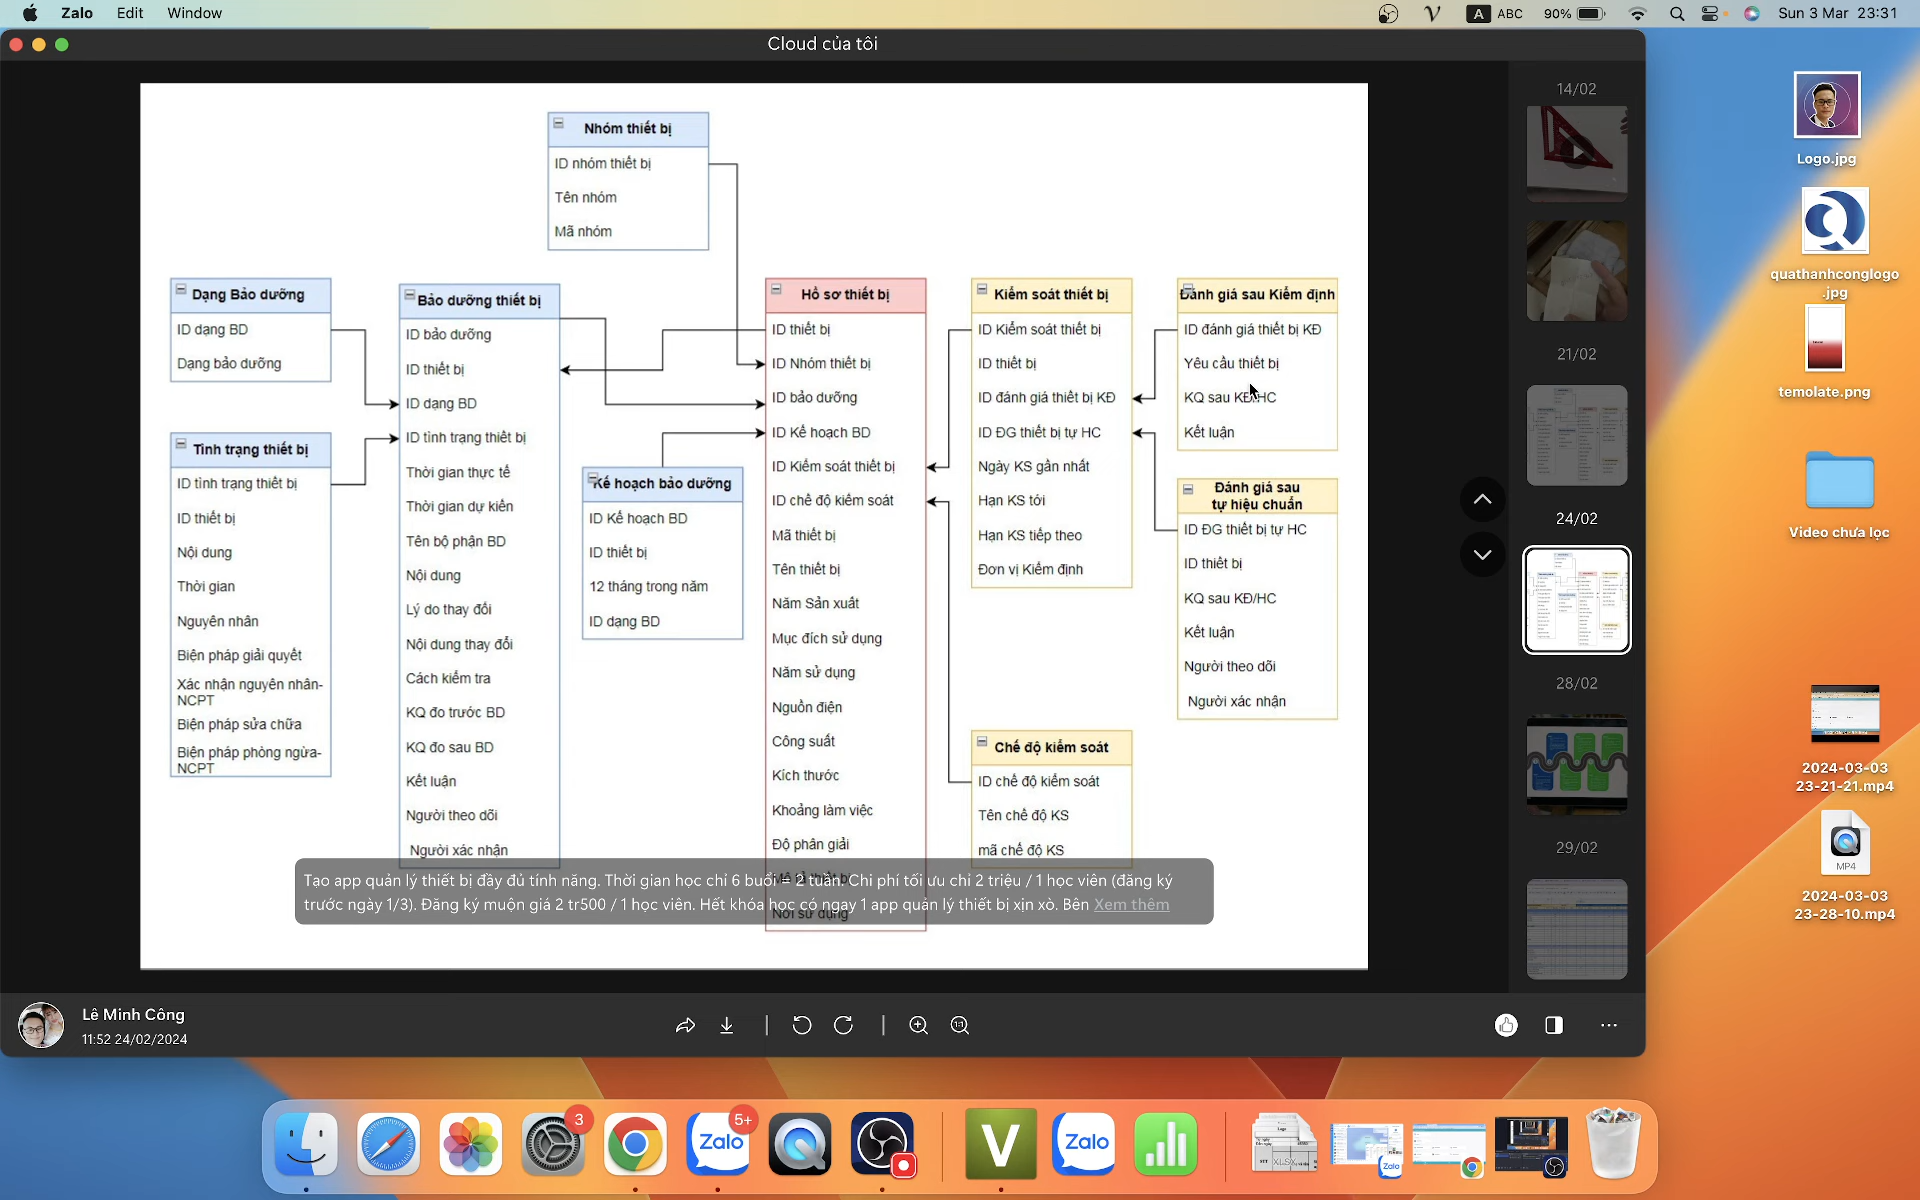 Zalo Edit Window
A ABC 90% Sun 3 Mar 23:31
Cloud của tôi
Nhóm thiết bị
ID nhóm thiết bị
Tên nhóm
Mã nhóm
Dạng Bảo dưỡng
ID dạng BD
Dạng bảo dưỡng
Tình trạng thiết bị
ID tình trạng thiết bị
ID thiết bị
Nội dung
Thời gian
Nguyên nhân
Biện pháp giải quyết
Xác nhận nguyên nhân-
NCPT
Biện pháp sửa chữa
Biện pháp phòng ngừa-
NCPT
Bảo dưỡng thiết bị
ID bảo dưỡng
ID thiết bị
ID dạng BD
ID tình trạng thiết bị
Thời gian thực tế
Thời gian dự kiến
Tên bộ phận BD
Nội dung
Lý do thay đổi
Nội dung thay đổi
Cách kiểm tra
KQ đo trước BD
KQ đo sau BD
Kết luận
Người theo dõi
Người xác nhận
Kế hoạch bảo dưỡng
ID Kế hoạch BD
ID thiết bị
12 tháng trong năm
ID dạng BD
Hồ sơ thiết bị
ID thiết bị
ID Nhóm thiết bị
ID bảo dưỡng
ID Kế hoạch BD
ID Kiểm soát thiết bị
ID chế độ kiểm soát
Mã thiết bị
Tên thiết bị
Năm Sản xuất
Mục đích sử dụng
Năm sử dụng
Nguồn điện
Công suất
Kích thước
Khoảng làm việc
Độ phân giải
Nơi sử dụng
Kiểm soát thiết bị
ID Kiểm soát thiết bị
ID thiết bị
ID đánh giá thiết bị KĐ
ID ĐG thiết bị tự HC
Ngày KS gần nhất
Hạn KS tới
Hạn KS tiếp theo
Đơn vị Kiểm định
Đánh giá sau Kiểm định
ID đánh giá thiết bị KĐ
Yêu cầu thiết bị
KQ sau KĐ/HC
Kết luận
Đánh giá sau
tự hiệu chuẩn
ID ĐG thiết bị tự HC
ID thiết bị
KQ sau KĐ/HC
Kết luận
Người theo dõi
Người xác nhận
Chế độ kiểm soát
ID chế độ kiểm soát
Tên chế độ KS
mã chế độ KS
Tạo app quản lý thiết bị đầy đủ tính năng. Thời gian học chỉ 6 buổi = 2 tuần. Chi phí tối ưu chỉ 2 triệu / 1 học viên (đăng ký
trước ngày 1/3). Đăng ký muộn giá 2 tr500 / 1 học viên. Hết khóa học có ngay 1 app quản lý thiết bị xịn xò. Bên Xem thêm
14/02
21/02
24/02
28/02
29/02
Lê Minh Công
11:52 24/02/2024
1:1
Logo.jpg
quathanhconglogo
.jpg
temolate.png
Video chưa lọc
2024-03-03
23-21-21.mp4
MP4
2024-03-03
23-28-10.mp4
3
5+
Zalo
V
Zalo
XLSX
Zalo